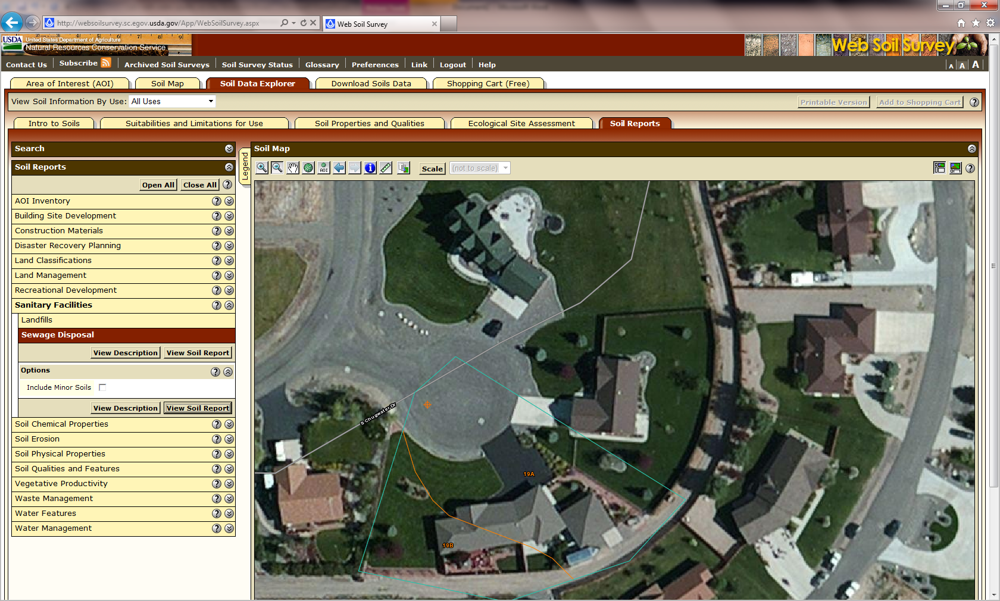 http://websoilsurvey.sc.egov.usda.gov/App/WebSoilSurvey.aspx
Web Soil Survey
USDA
United States Department of Agriculture
Natural Resources Conservation Service
Web Soil Survey
Contact Us
Subscribe
Archived Soil Surveys
Soil Survey Status
Glossary
Preferences
Link
Logout
Help
A A A
Area of Interest (AOI)
Soil Map
Soil Data Explorer
Download Soils Data
Shopping Cart (Free)
View Soil Information By Use: All Uses
Printable Version
Add to Shopping Cart
?
Intro to Soils
Suitabilities and Limitations for Use
Soil Properties and Qualities
Ecological Site Assessment
Soil Reports
Search
Soil Reports
Open All
Close All
?
AOI Inventory ?
Building Site Development ?
Construction Materials ?
Disaster Recovery Planning ?
Land Classifications ?
Land Management ?
Recreational Development ?
Sanitary Facilities ?
Landfills
Sewage Disposal
View Description
View Soil Report
Options ?
Include Minor Soils
View Description
View Soil Report
Soil Chemical Properties ?
Soil Erosion ?
Soil Physical Properties ?
Soil Qualities and Features ?
Vegetative Productivity ?
Waste Management ?
Water Features ?
Water Management ?
Legend
Soil Map
AOI
i
Scale
(not to scale)
?
S Chugwater Dr
19A
19B